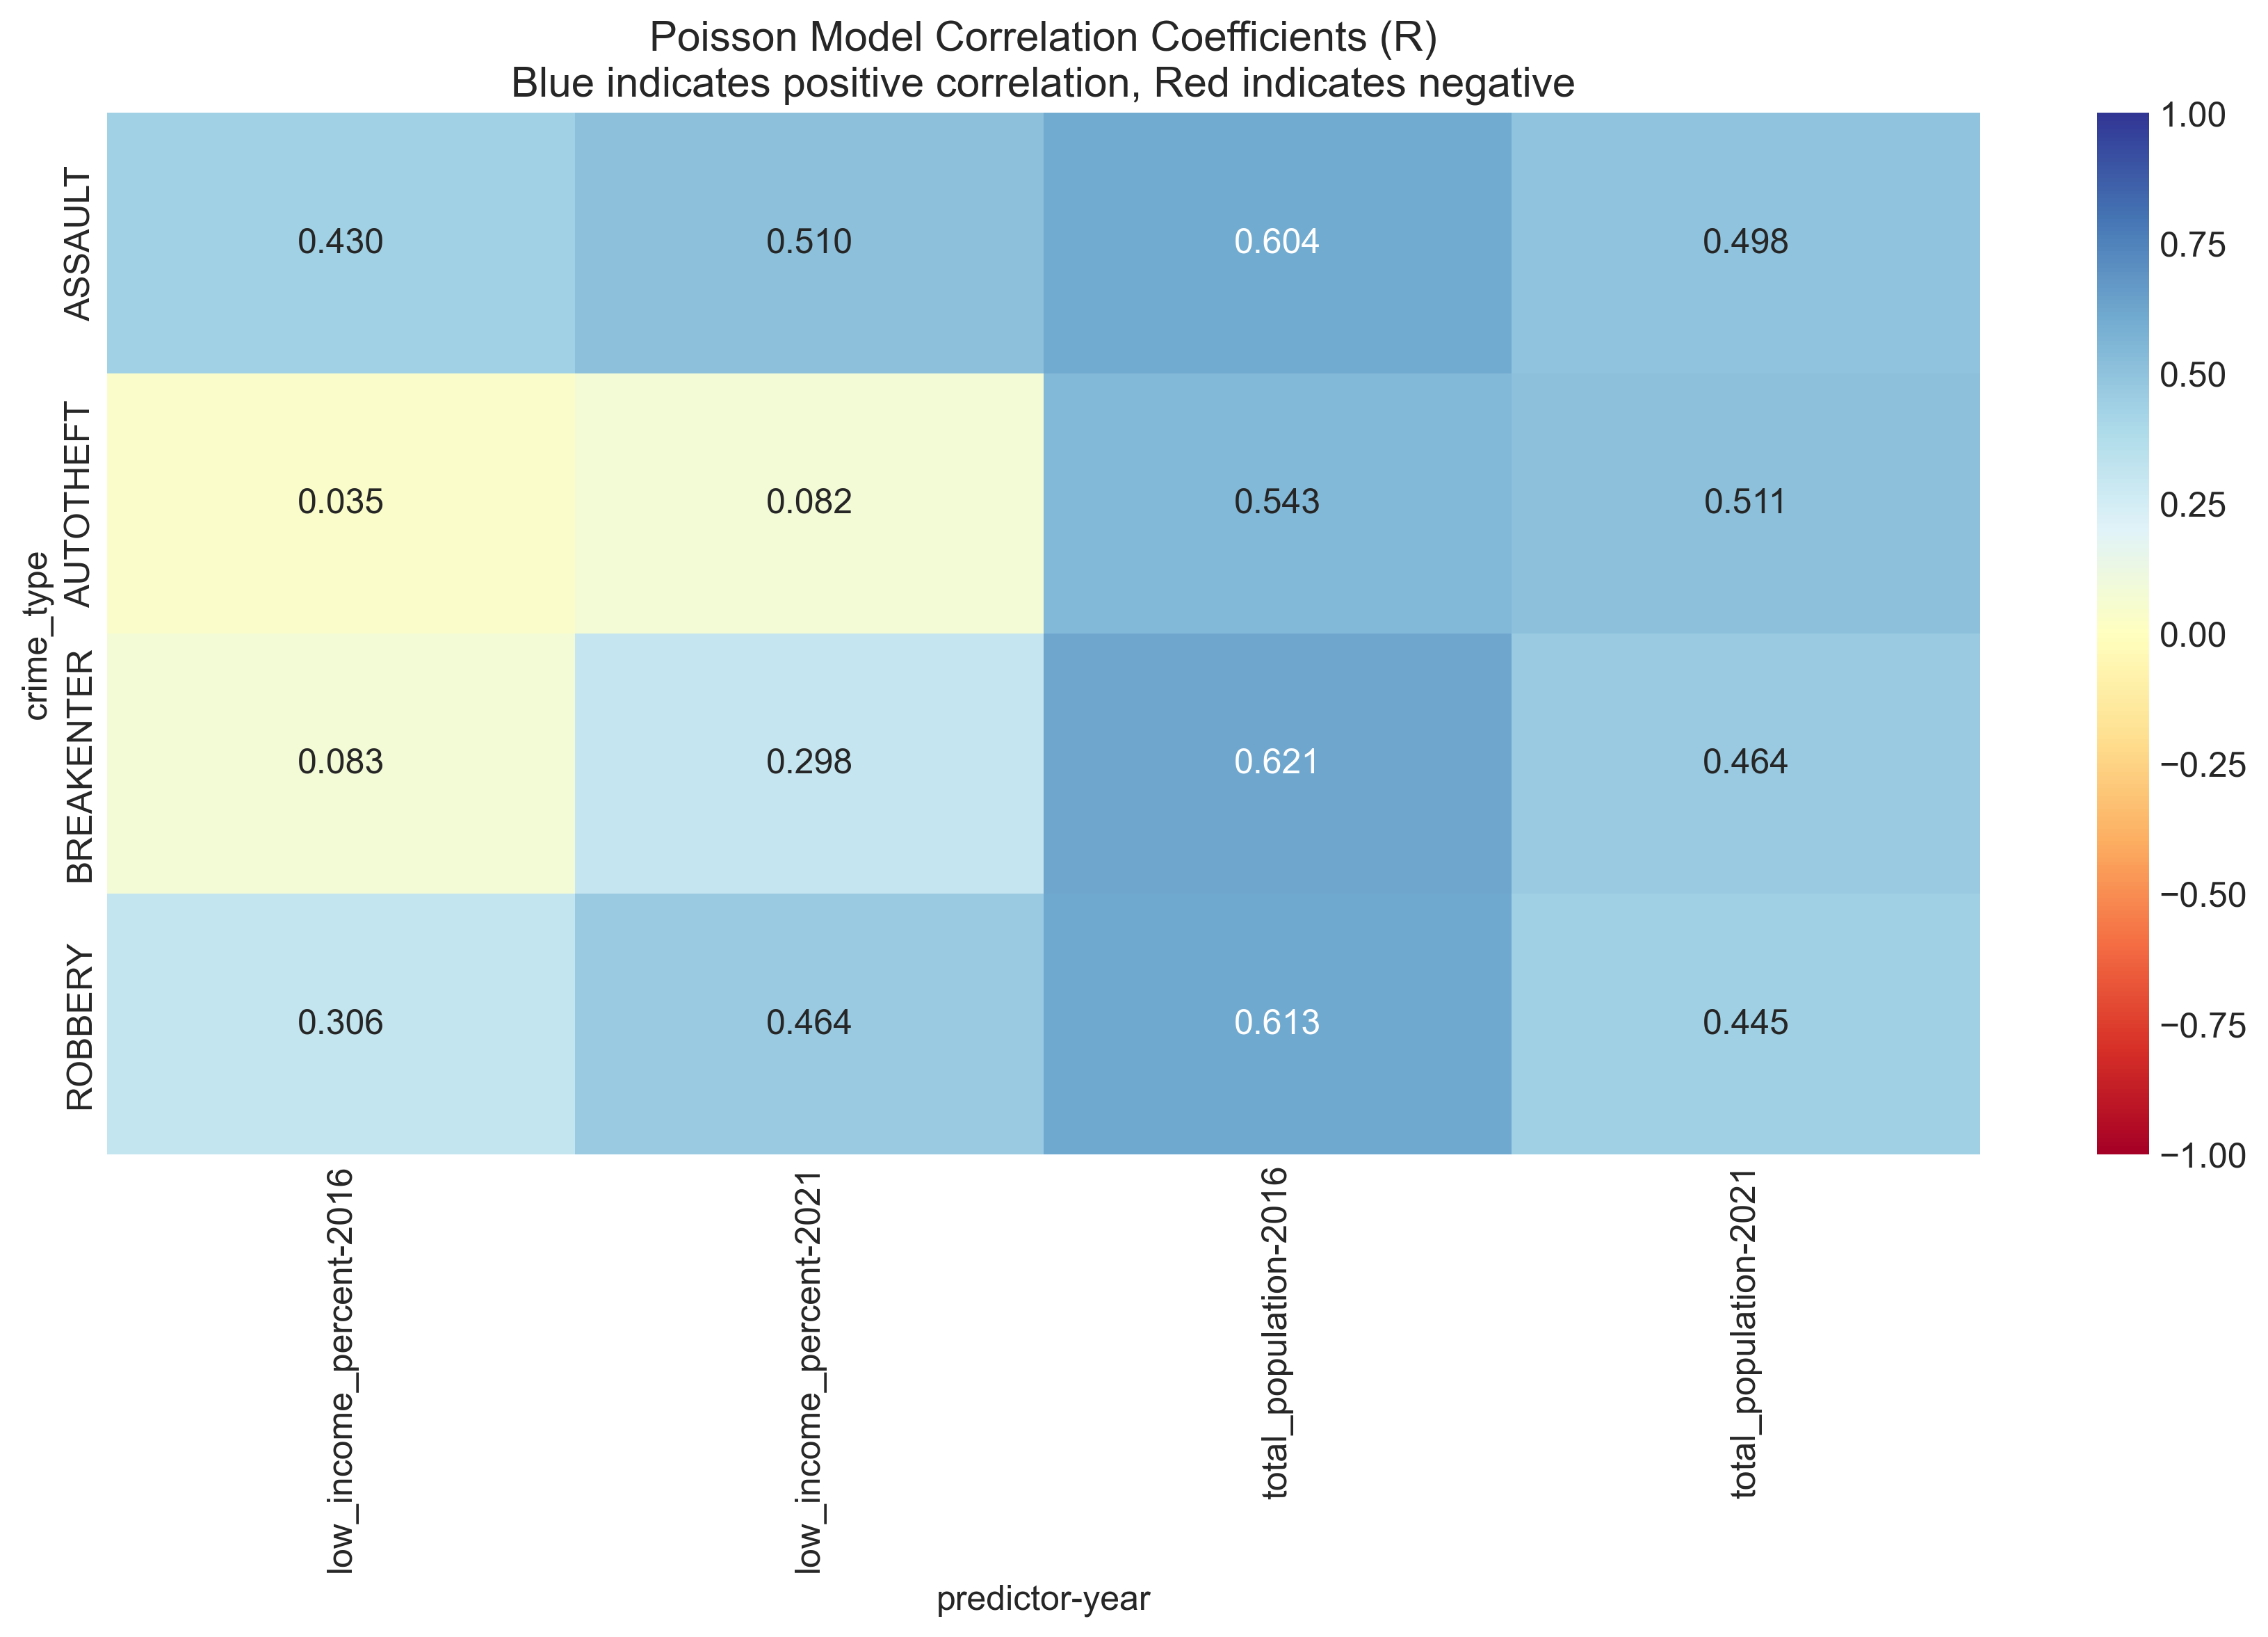 Poisson Model Correlation Coefficients (R)
Blue indicates positive correlation, Red indicates negative
crime_type
ASSAULT
0.430
0.510
0.604
0.498
AUTOTHEFT
0.035
0.082
0.543
0.511
BREAKENTER
0.083
0.298
0.621
0.464
ROBBERY
0.306
0.464
0.613
0.445
low_income_percent-2016
low_income_percent-2021
total_population-2016
total_population-2021
predictor-year
1.00
0.75
0.50
0.25
0.00
−0.25
−0.50
−0.75
−1.00